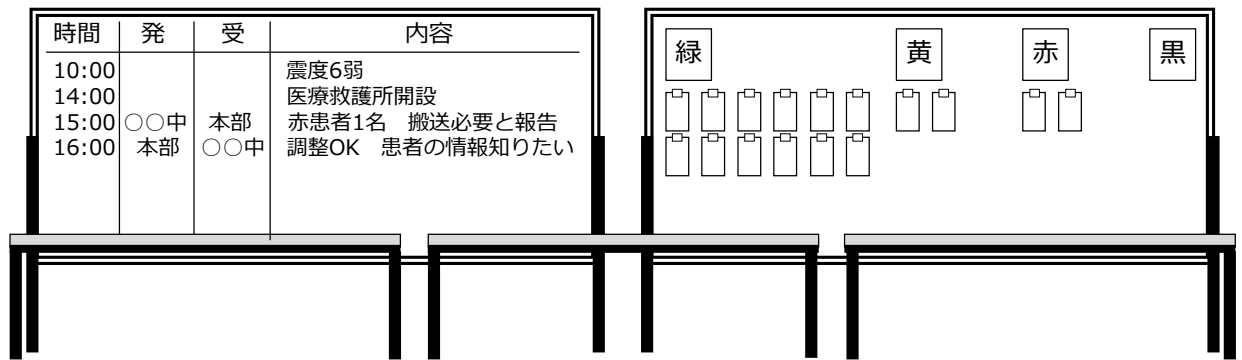 時間 発 受 内容
10:00 震度6弱
14:00 医療救護所開設
15:00 ○○中 本部 赤患者1名 搬送必要と報告
16:00 本部 ○○中 調整OK 患者の情報知りたい
緑 黄 赤 黒